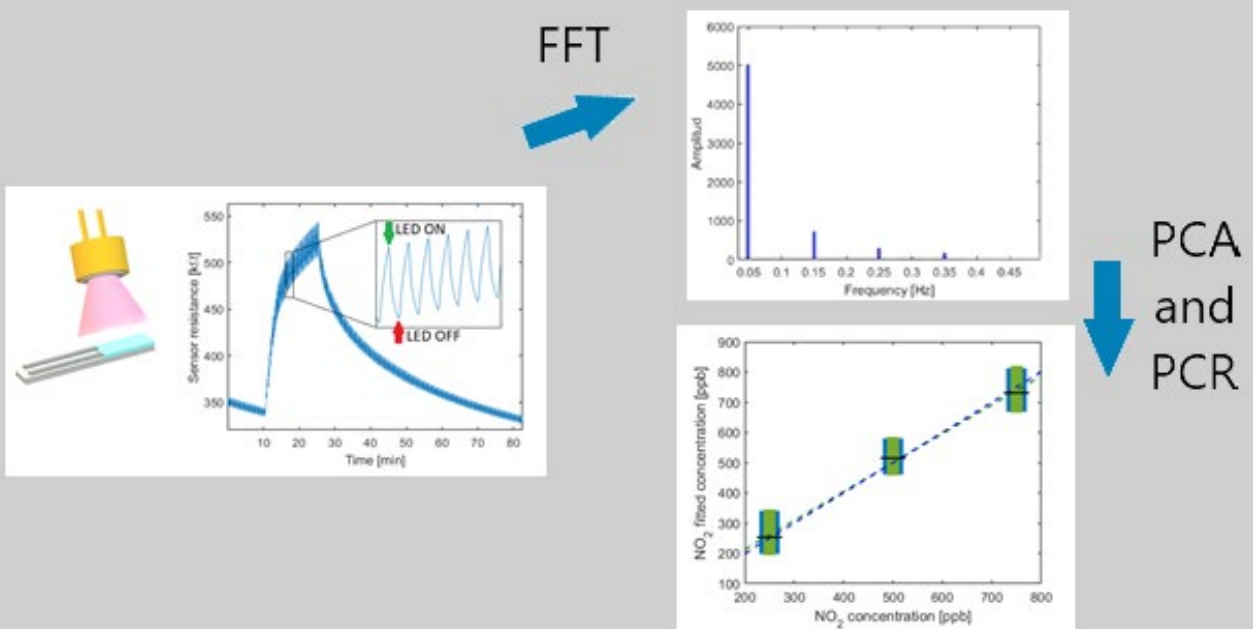 FFT
6000
5000
4000
3000
2000
1000
0
Amplitud
0.05 0.1 0.15 0.2 0.25 0.3 0.35 0.4 0.45
Frequency [Hz]
550
500
450
400
350
Sensor resistance [kΩ]
LED ON
LED OFF
10 20 30 40 50 60 70 80
Time [min]
PCA
and
PCR
900
800
700
600
500
400
300
200
100
NO2 fitted concentration [ppb]
200 300 400 500 600 700 800
NO2 concentration [ppb]